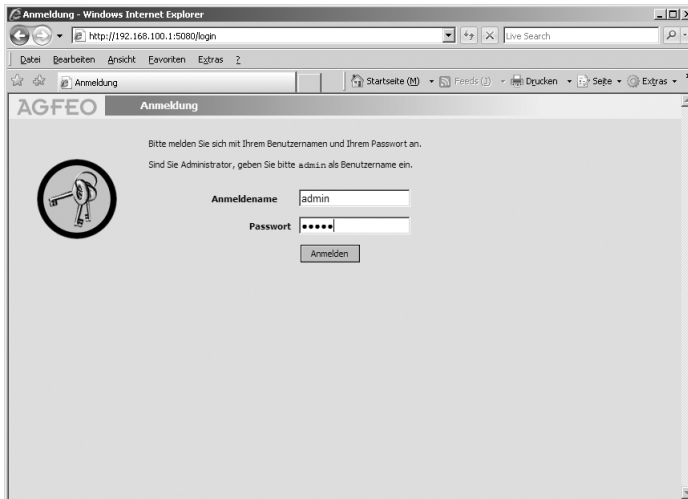 Anmeldung - Windows Internet Explorer
http://192.168.100.1:5080/login
Live Search
Datei Bearbeiten Ansicht Favoriten Extras ?
Anmeldung
Startseite (M) Feeds (J) Drucken Seite Extras
AGFEO Anmeldung
Bitte melden Sie sich mit Ihrem Benutzernamen und Ihrem Passwort an.
Sind Sie Administrator, geben Sie bitte admin als Benutzername ein.
Anmeldename admin
Passwort •••••
Anmelden